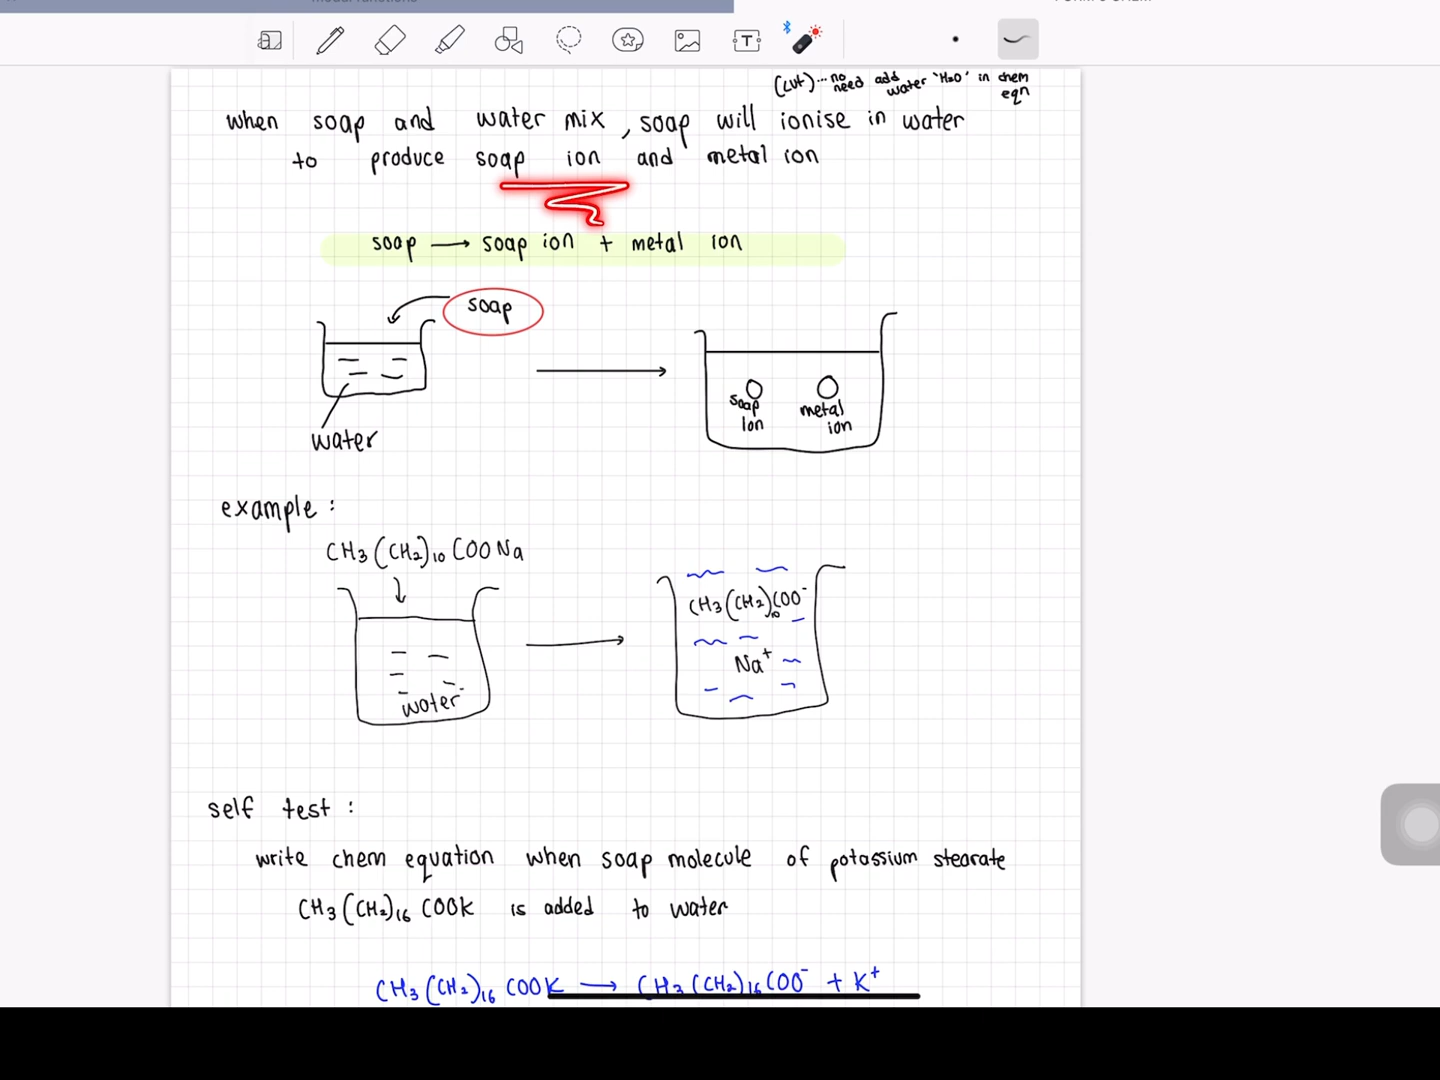 (cut)... no need add water 'H2O' in chem eqn
when soap and water mix, soap will ionise in water
to produce soap ion and metal ion
soap → soap ion + metal ion
soap
water
soap ion
metal ion
example :
CH3(CH2)10COONa
water
CH3(CH2)10COO-
Na+
self test :
write chem equation when soap molecule of potassium stearate
CH3(CH2)16COOK is added to water
CH3(CH2)16COOK → CH3(CH2)16COO- + K+